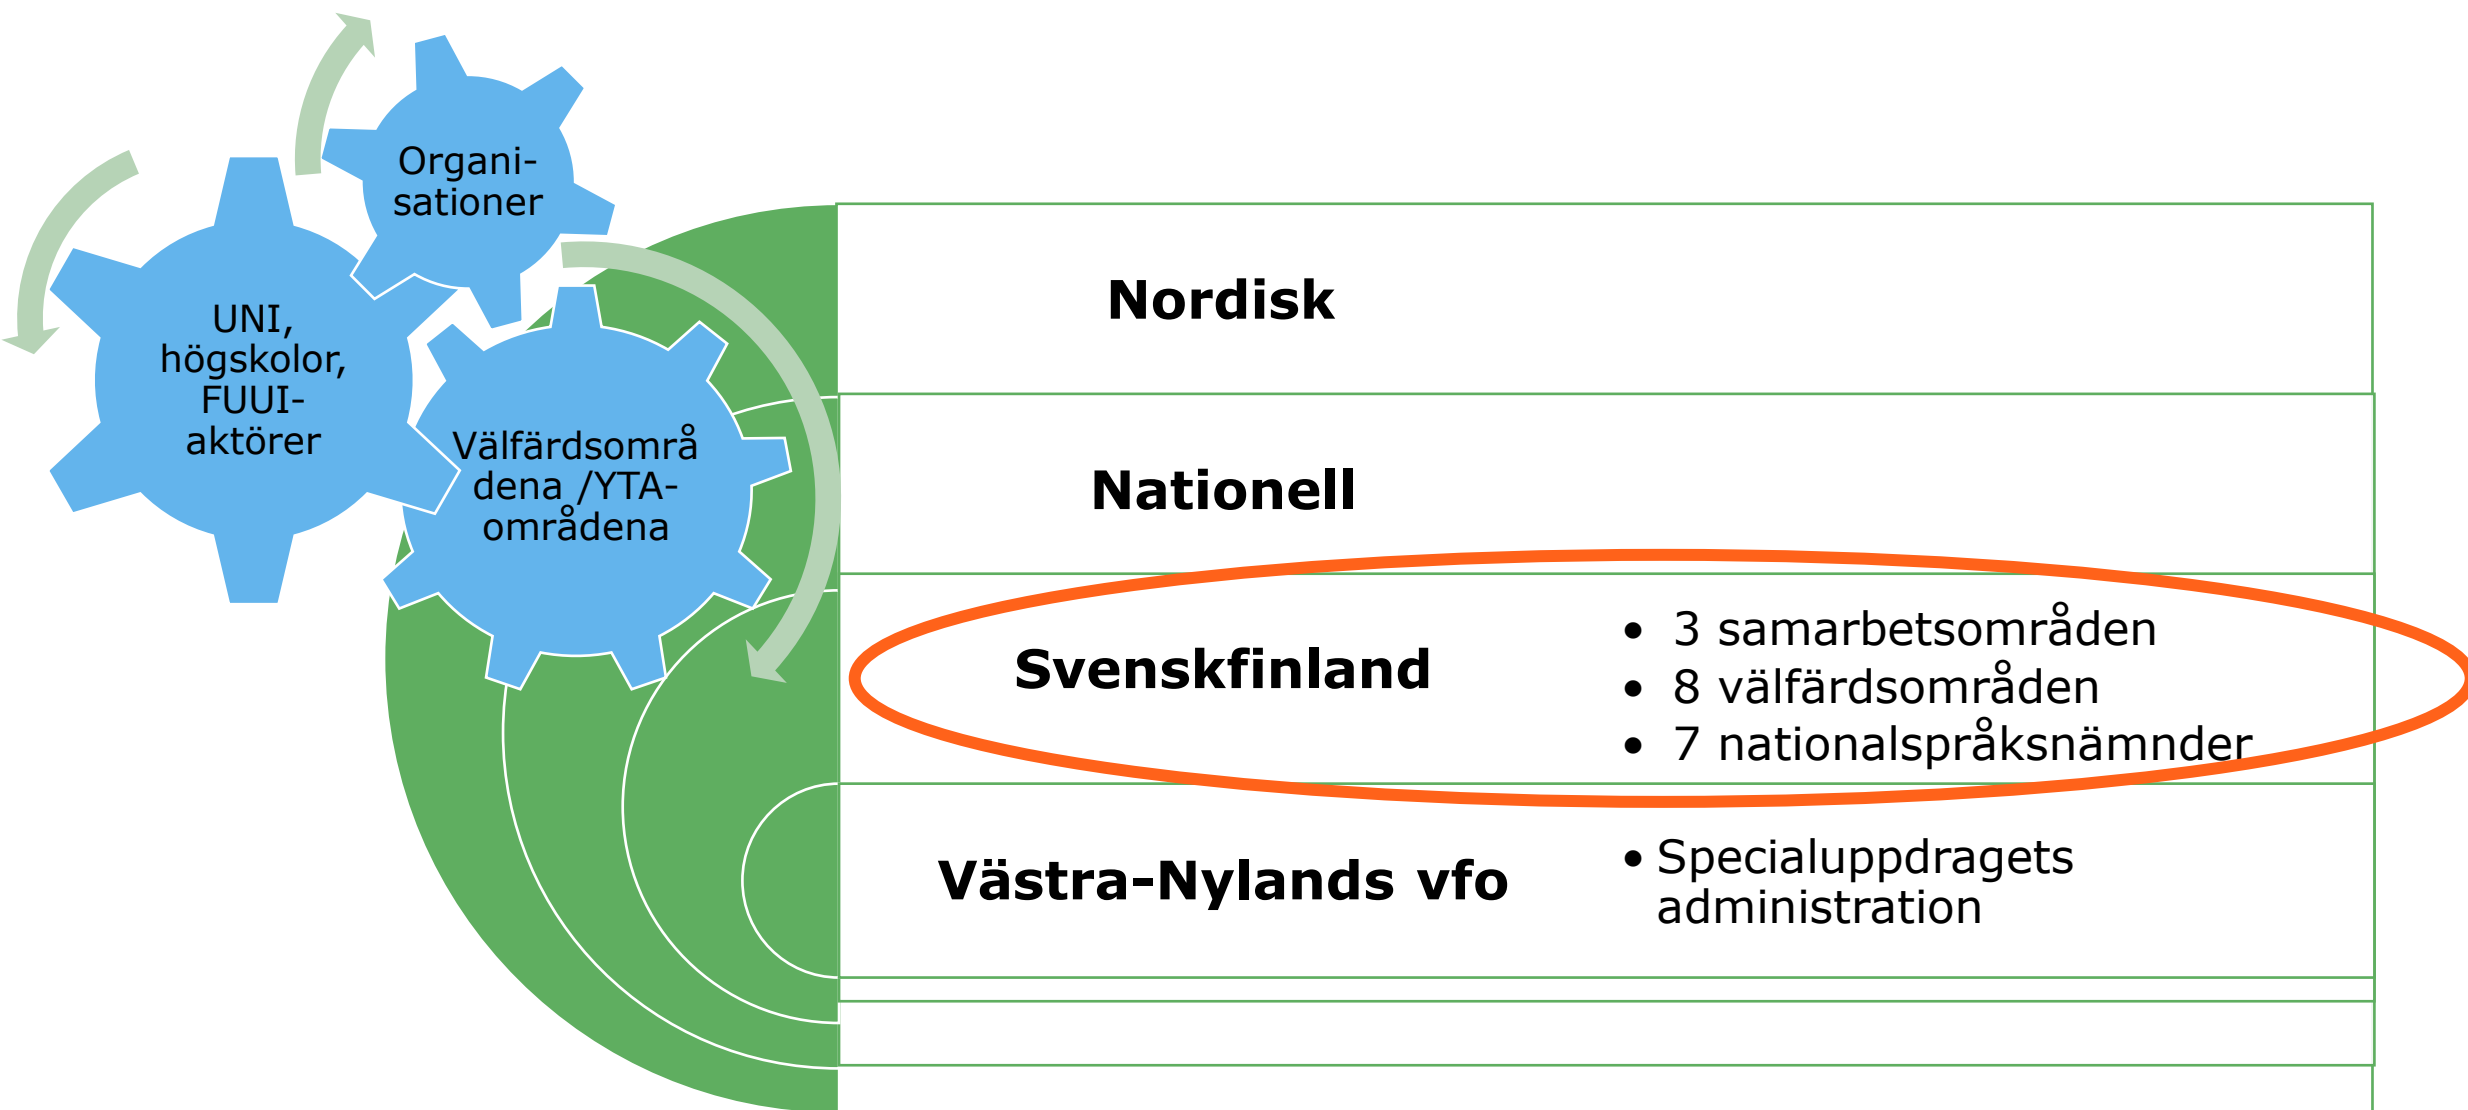 Organi-
sationer
UNI,
högskolor,
FUUI-
aktörer
Välfärdsområ
dena /YTA-
områdena
Nordisk
Nationell
Svenskfinland
• 3 samarbetsområden
• 8 välfärdsområden
• 7 nationalspråksnämnder
Västra-Nylands vfo
• Specialuppdragets
administration